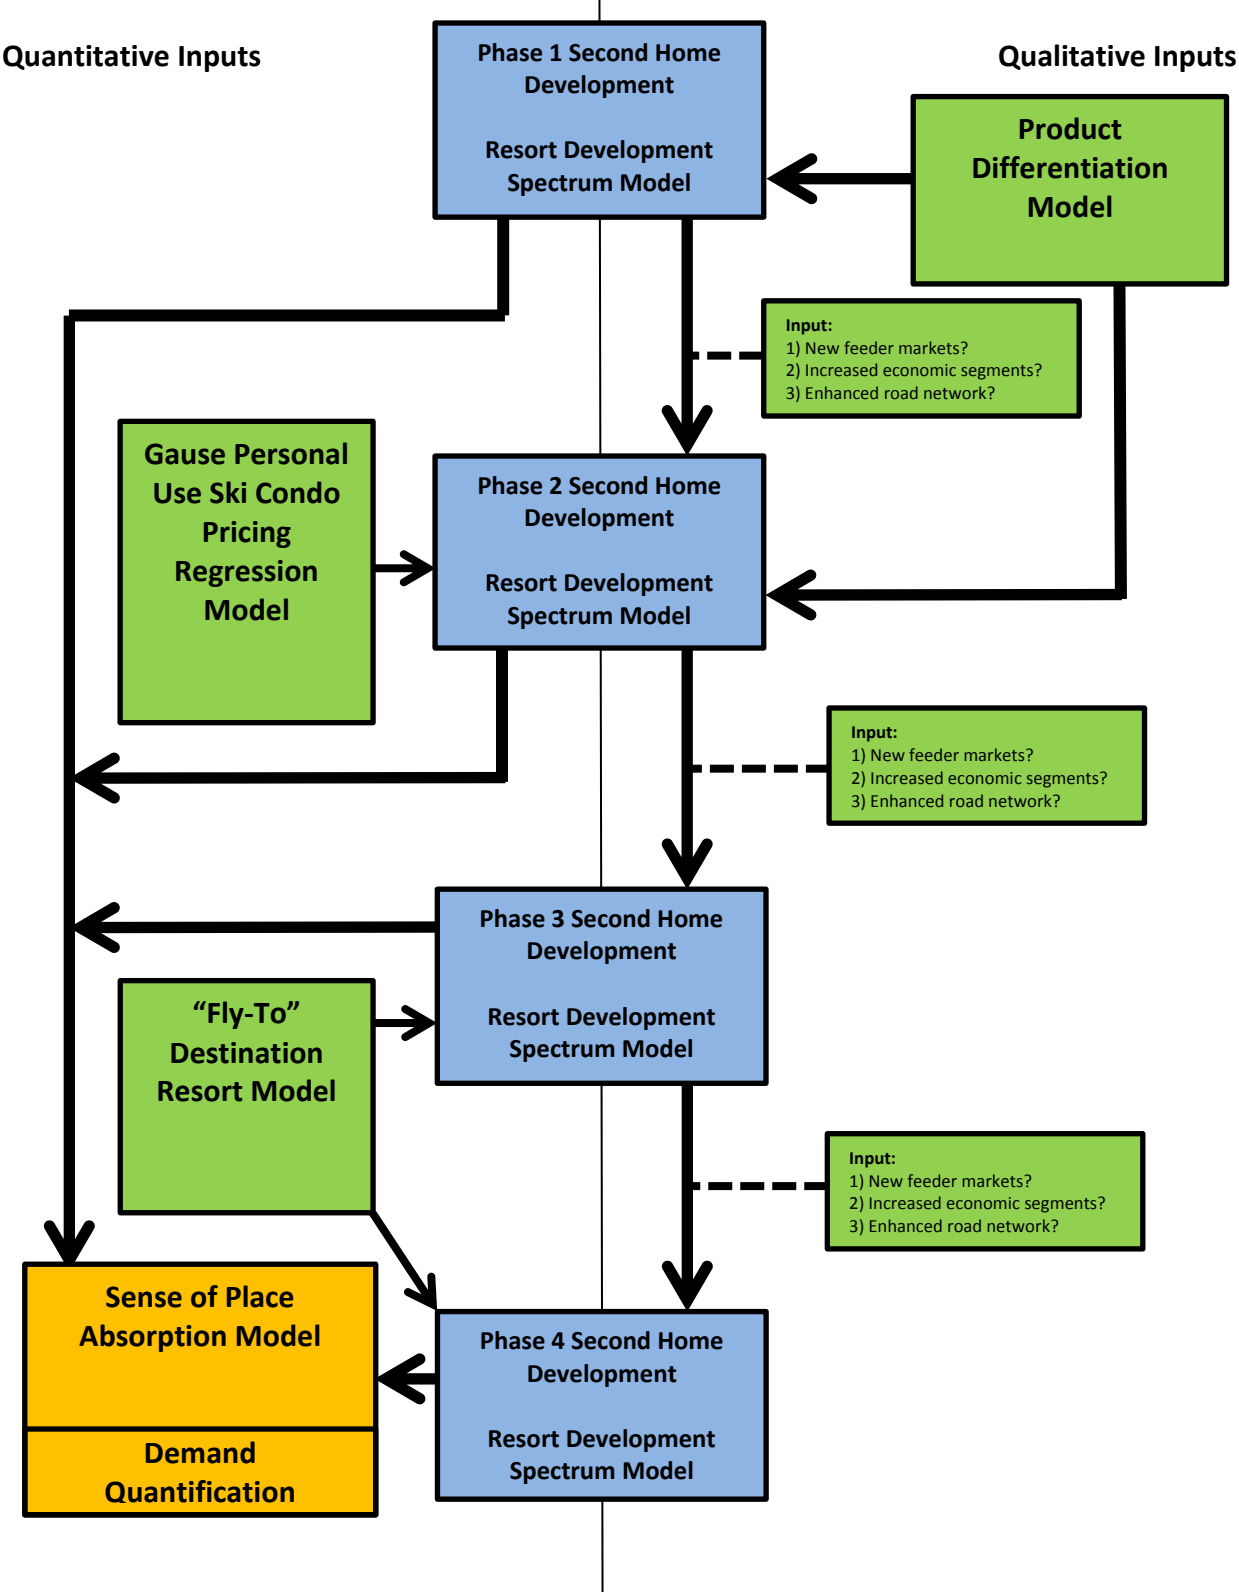 Quantitative Inputs
Phase 1 Second Home
Development
Resort Development
Spectrum Model
Qualitative Inputs
Product
Differentiation
Model
Input:
1) New feeder markets?
2) Increased economic segments?
3) Enhanced road network?
Gause Personal
Use Ski Condo
Pricing
Regression
Model
Phase 2 Second Home
Development
Resort Development
Spectrum Model
Input:
1) New feeder markets?
2) Increased economic segments?
3) Enhanced road network?
Phase 3 Second Home
Development
Resort Development
Spectrum Model
“Fly-To”
Destination
Resort Model
Input:
1) New feeder markets?
2) Increased economic segments?
3) Enhanced road network?
Sense of Place
Absorption Model
Demand
Quantification
Phase 4 Second Home
Development
Resort Development
Spectrum Model